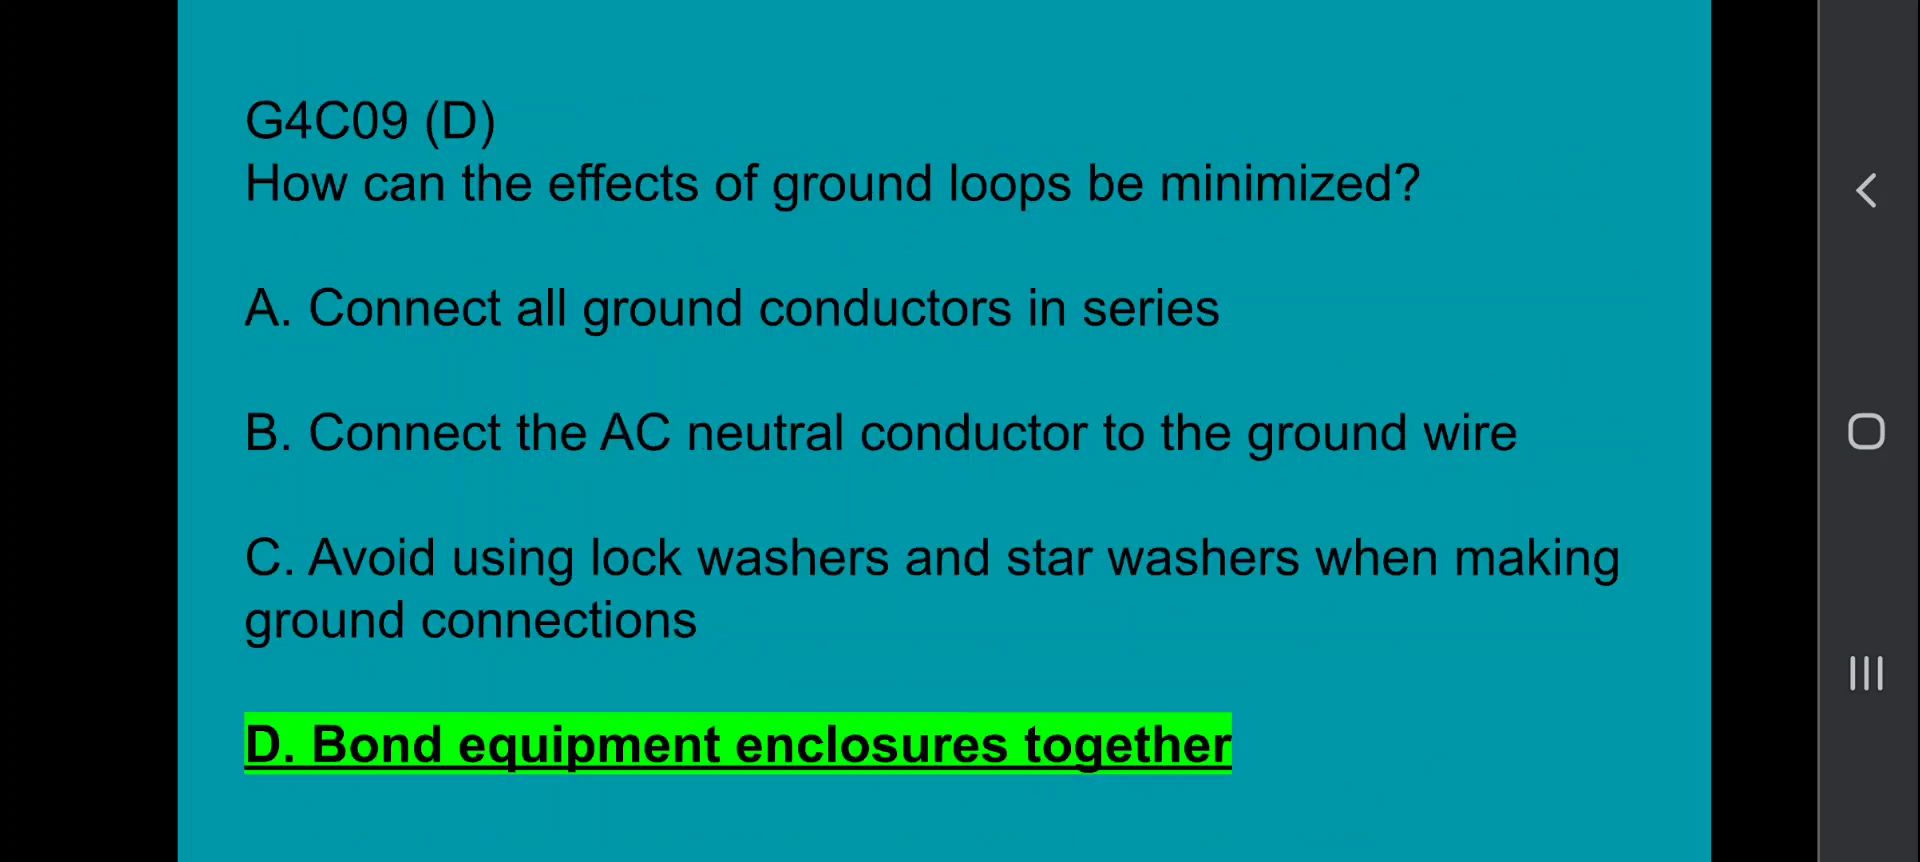 G4C09 (D)
How can the effects of ground loops be minimized?
A. Connect all ground conductors in series
B. Connect the AC neutral conductor to the ground wire
C. Avoid using lock washers and star washers when making
ground connections
D. Bond equipment enclosures together